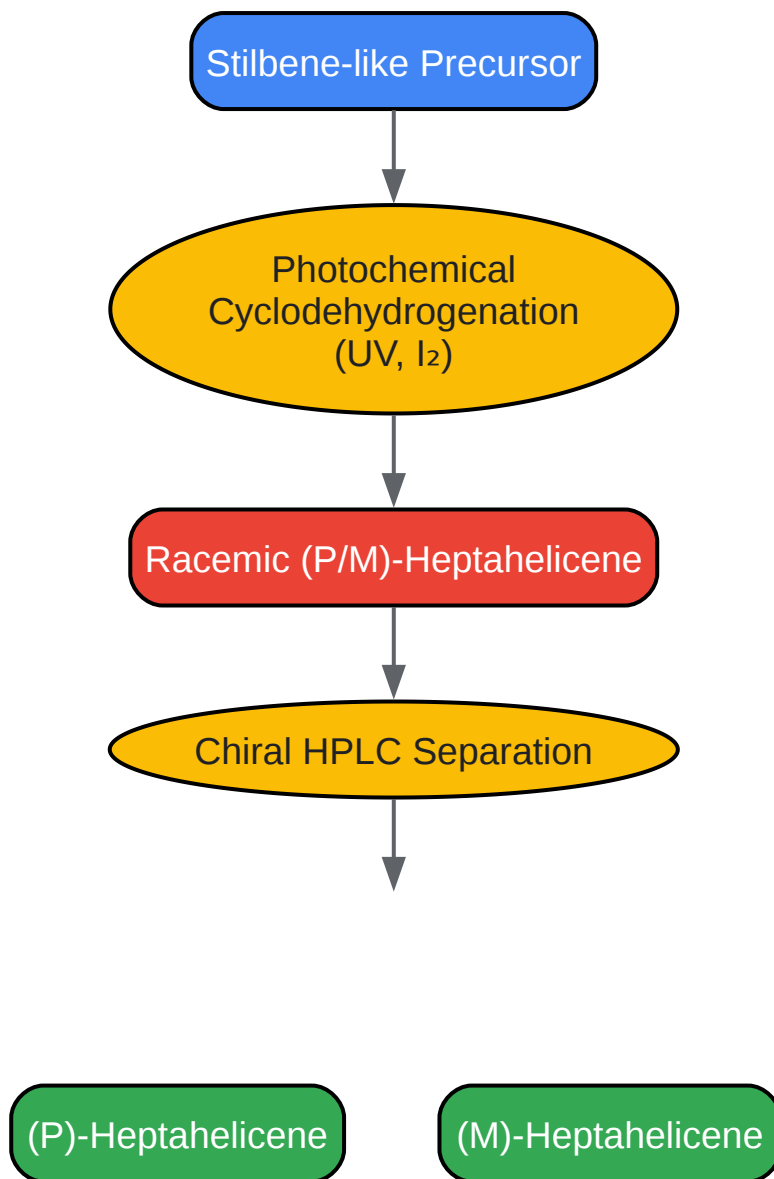 Stilbene-like Precursor
Photochemical
Cyclodehydrogenation
(UV, I₂)
Racemic (P/M)-Heptahelicene
Chiral HPLC Separation
(P)-Heptahelicene
(M)-Heptahelicene